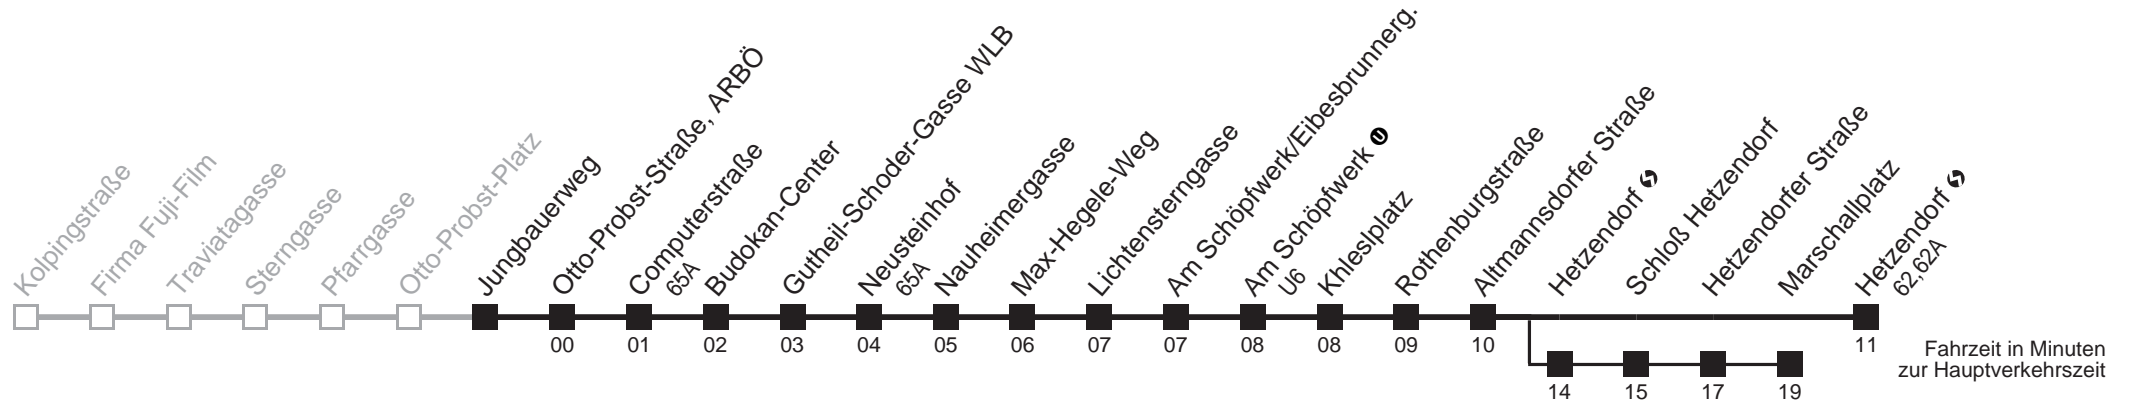 Kolpingstraße
Firma Fuji-Film
Traviatagasse
Sterngasse
Pfarrgasse
Otto-Probst-Platz
Jungbauerweg
Otto-Probst-Straße, ARBÖ
Computerstraße
65A
Budokan-Center
Gutheil-Schoder-Gasse WLB
Neusteinhof
65A
Nauheimergasse
Max-Hegele-Weg
Lichtensterngasse
Am Schöpfwerk/Eibesbrunnerg.
Am Schöpfwerk U
U6
Khleslplatz
Rothenburgstraße
Altmannsdorfer Straße
Hetzendorf
Schloß Hetzendorf
Hetzendorfer Straße
Marschallplatz
Hetzendorf
62,62A
00 01 02 03 04 05 06 07 07 08 08 09 10 11
14 15 17 19
Fahrzeit in Minuten
zur Hauptverkehrszeit